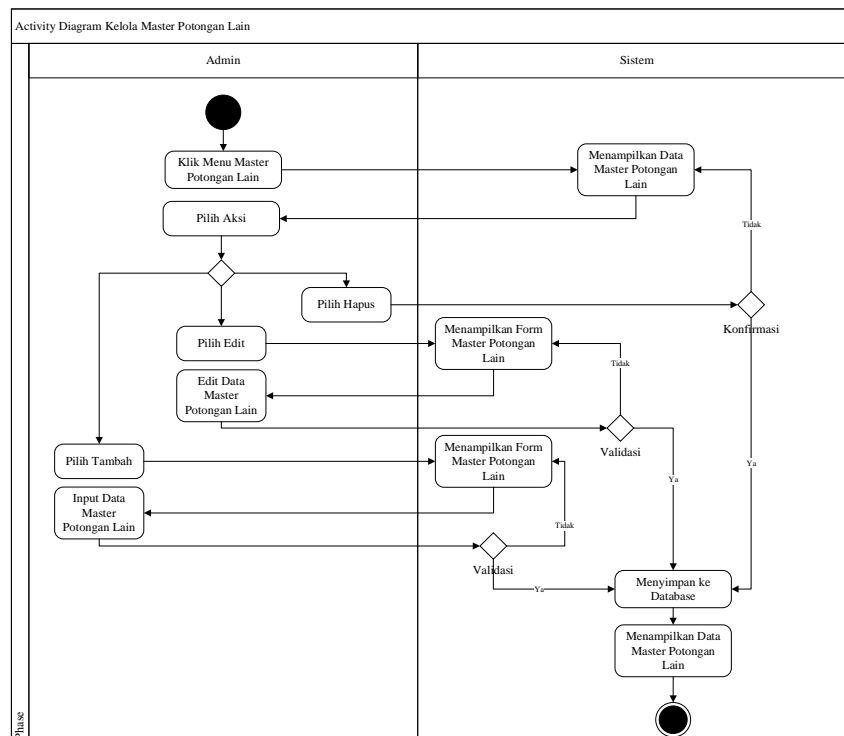 Activity Diagram Kelola Master Potongan Lain
Admin
Sistem
Klik Menu Master
Potongan Lain
Menampilkan Data
Master Potongan
Lain
Pilih Aksi
Tidak
Pilih Hapus
Konfirmasi
Pilih Edit
Menampilkan Form
Master Potongan
Lain
Tidak
Edit Data
Master
Potongan Lain
Validasi
Pilih Tambah
Menampilkan Form
Master Potongan
Lain
Ya
Ya
Input Data
Master
Potongan Lain
Tidak
Validasi
Ya
Menyimpan ke
Database
Menampilkan Data
Master Potongan
Lain
Phase